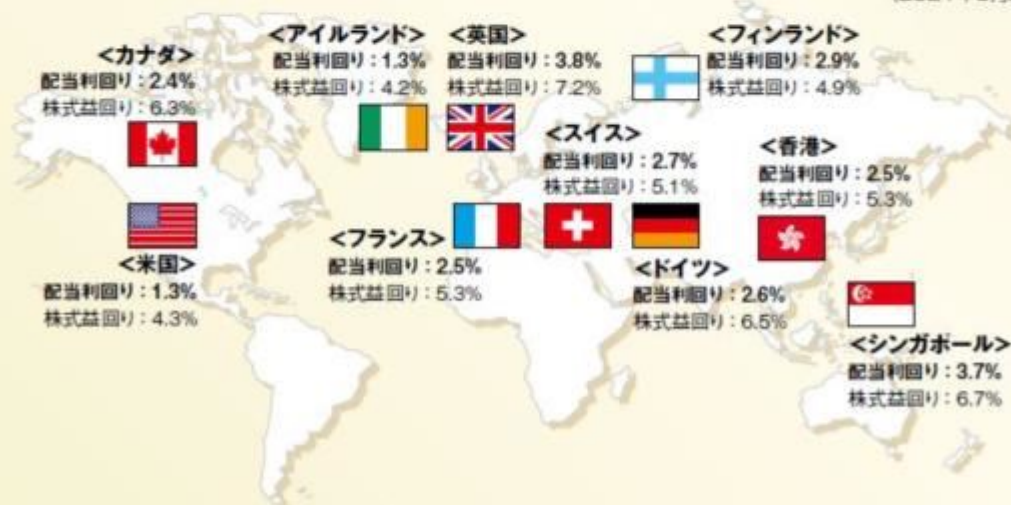 <カナダ>
配当利回り：2.4%
株式益回り：6.3%
<アイルランド>
配当利回り：1.3%
株式益回り：4.2%
<英国>
配当利回り：3.8%
株式益回り：7.2%
<フィンランド>
配当利回り：2.9%
株式益回り：4.9%
<スイス>
配当利回り：2.7%
株式益回り：5.1%
<香港>
配当利回り：2.5%
株式益回り：5.3%
<米国>
配当利回り：1.3%
株式益回り：4.3%
<フランス>
配当利回り：2.5%
株式益回り：5.3%
<ドイツ>
配当利回り：2.6%
株式益回り：6.5%
<シンガポール>
配当利回り：3.7%
株式益回り：6.7%